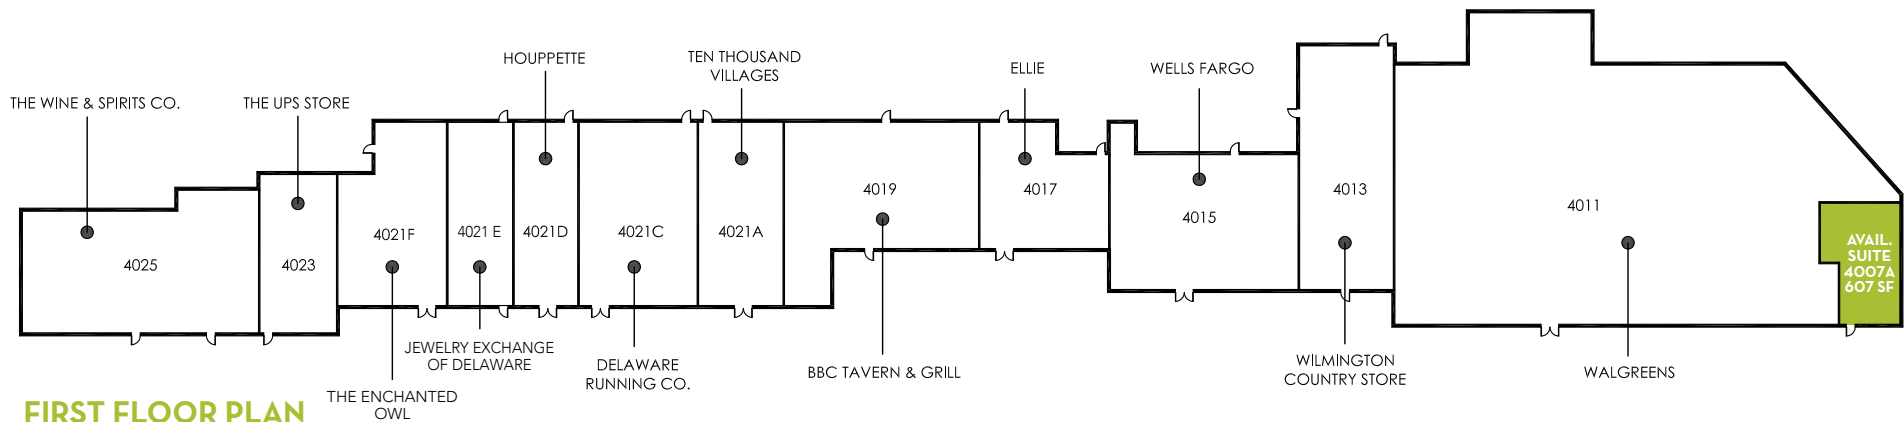 HOUPPETTE
TEN THOUSAND
VILLAGES
ELLIE
WELLS FARGO
THE WINE & SPIRITS CO.
THE UPS STORE
4025
4023
4021F
4021 E
4021D
4021C
4021A
4019
4017
4015
4013
4011
AVAIL.
SUITE
4007A
607 SF
JEWELRY EXCHANGE
OF DELAWARE
THE ENCHANTED
OWL
DELAWARE
RUNNING CO.
BBC TAVERN & GRILL
WILMINGTON
COUNTRY STORE
WALGREENS
FIRST FLOOR PLAN